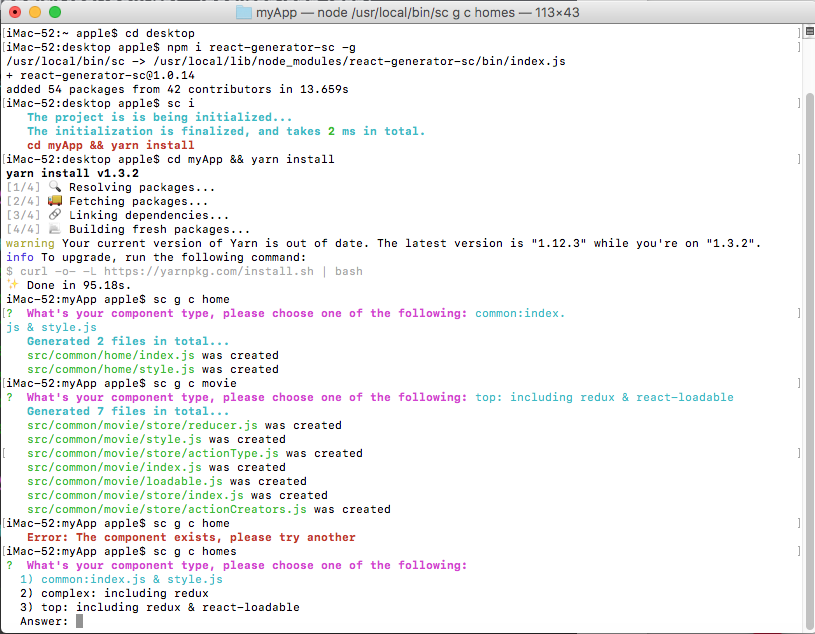 myApp — node /usr/local/bin/sc g c homes — 113×43
[iMac-52:~ apple$ cd desktop ]
[iMac-52:desktop apple$ npm i react-generator-sc -g ]
/usr/local/bin/sc -> /usr/local/lib/node_modules/react-generator-sc/bin/index.js
+ react-generator-sc@1.0.14
added 54 packages from 42 contributors in 13.659s
[iMac-52:desktop apple$ sc i ]
The project is is being initialized...
The initialization is finalized, and takes 2 ms in total.
cd myApp && yarn install
[iMac-52:desktop apple$ cd myApp && yarn install ]
yarn install v1.3.2
[1/4] 🔍 Resolving packages...
[2/4] 🚚 Fetching packages...
[3/4] 🔗 Linking dependencies...
[4/4] 📃 Building fresh packages...
warning Your current version of Yarn is out of date. The latest version is "1.12.3" while you're on "1.3.2".
info To upgrade, run the following command:
$ curl -o- -L https://yarnpkg.com/install.sh | bash
✨ Done in 95.18s.
iMac-52:myApp apple$ sc g c home
[? What's your component type, please choose one of the following: common:index. ]
js & style.js
Generated 2 files in total...
src/common/home/index.js was created
src/common/home/style.js was created
[iMac-52:myApp apple$ sc g c movie ]
? What's your component type, please choose one of the following: top: including redux & react-loadable
Generated 7 files in total...
src/common/movie/store/reducer.js was created
src/common/movie/style.js was created
[ src/common/movie/store/actionType.js was created ]
src/common/movie/index.js was created
src/common/movie/loadable.js was created
src/common/movie/store/index.js was created
src/common/movie/store/actionCreators.js was created
[iMac-52:myApp apple$ sc g c home ]
Error: The component exists, please try another
[iMac-52:myApp apple$ sc g c homes ]
? What's your component type, please choose one of the following:
1) common:index.js & style.js
2) complex: including redux
3) top: including redux & react-loadable
Answer: